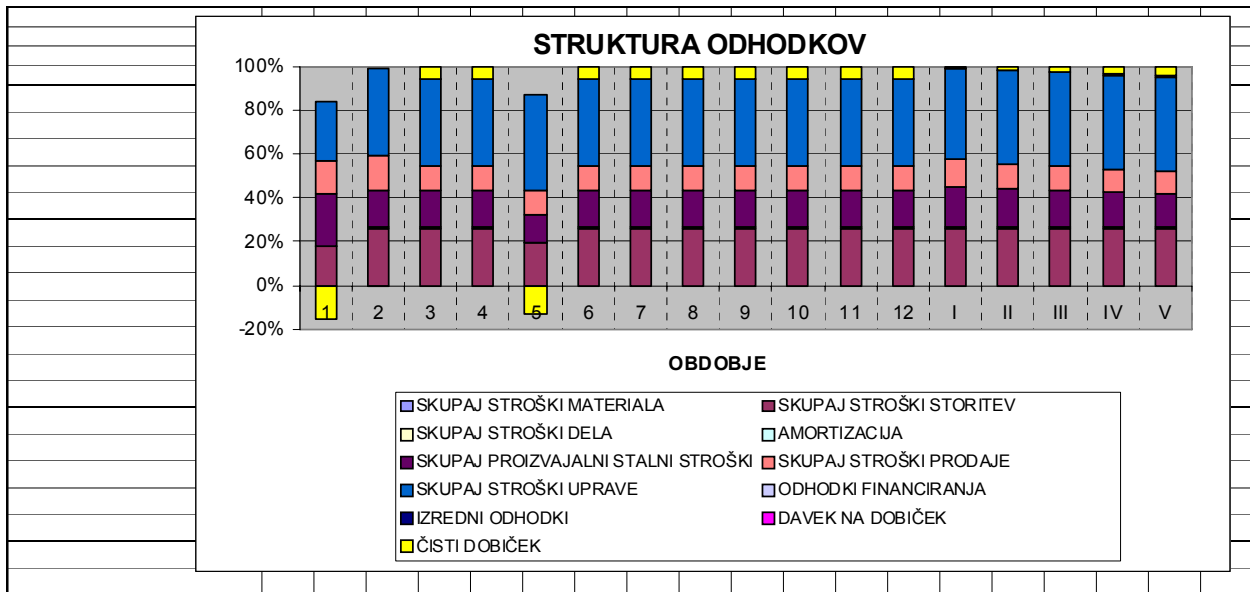 STRUKTURA ODHODKOV
100%
80%
60%
40%
20%
0%
-20%
1 2 3 4 5 6 7 8 9 10 11 12 I II III IV V
OBDOBJE
SKUPAJ STROŠKI MATERIALA SKUPAJ STROŠKI STORITEV
SKUPAJ STROŠKI DELA AMORTIZACIJA
SKUPAJ PROIZVAJALNI STALNI STROŠKI SKUPAJ STROŠKI PRODAJE
SKUPAJ STROŠKI UPRAVE ODHODKI FINANCIRANJA
IZREDNI ODHODKI DAVEK NA DOBIČEK
ČISTI DOBIČEK